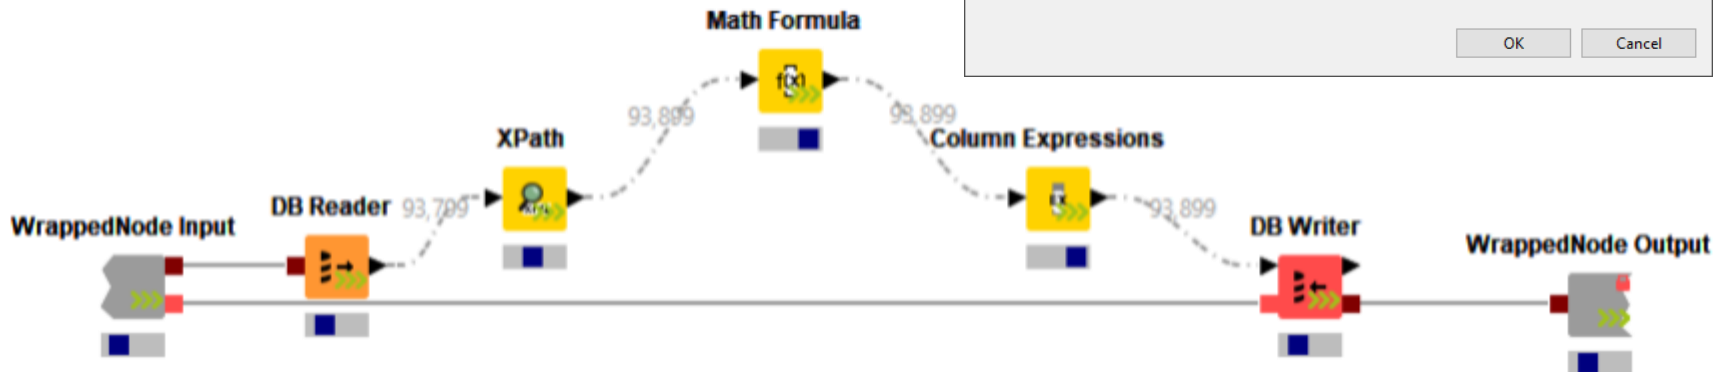 Math Formula
OK
Cancel
f(x)
93,899
93,899
XPath
Column Expressions
DB Reader
93,799
93,899
WrappedNode Input
DB Writer
WrappedNode Output